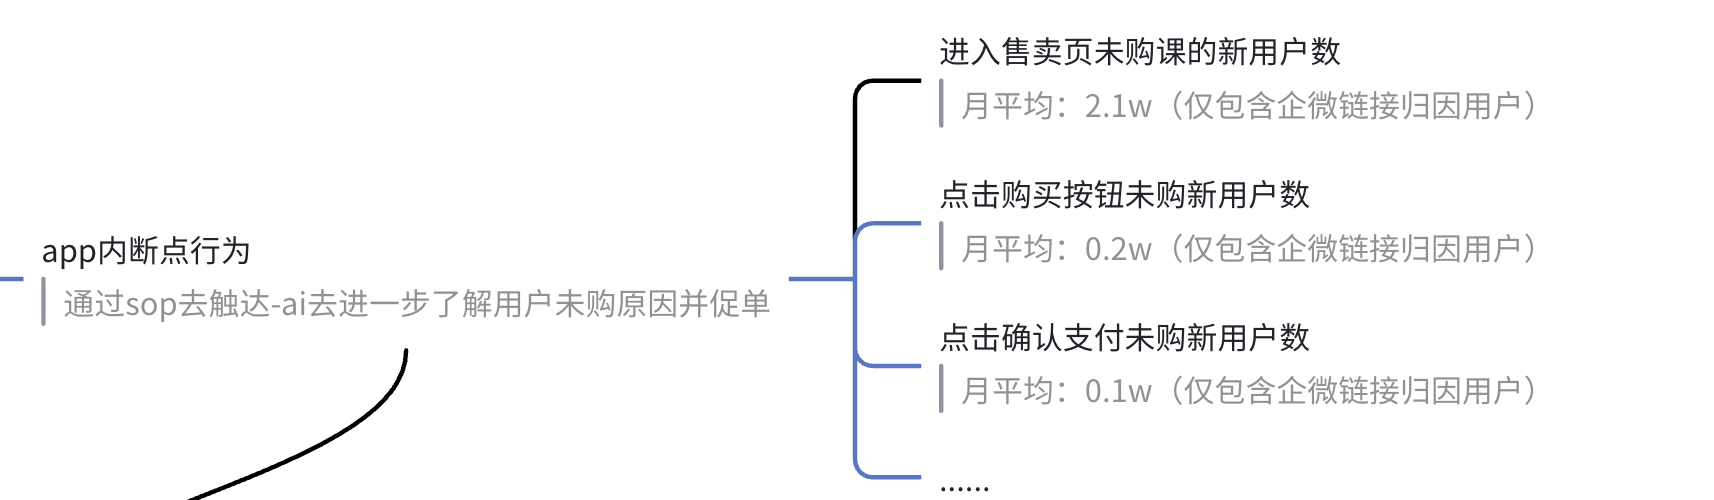 app内断点行为
通过sop去触达-ai去进一步了解用户未购原因并促单
进入售卖页未购课的新用户数
月平均：2.1w（仅包含企微链接归因用户）
点击购买按钮未购新用户数
月平均：0.2w（仅包含企微链接归因用户）
点击确认支付未购新用户数
月平均：0.1w（仅包含企微链接归因用户）
......